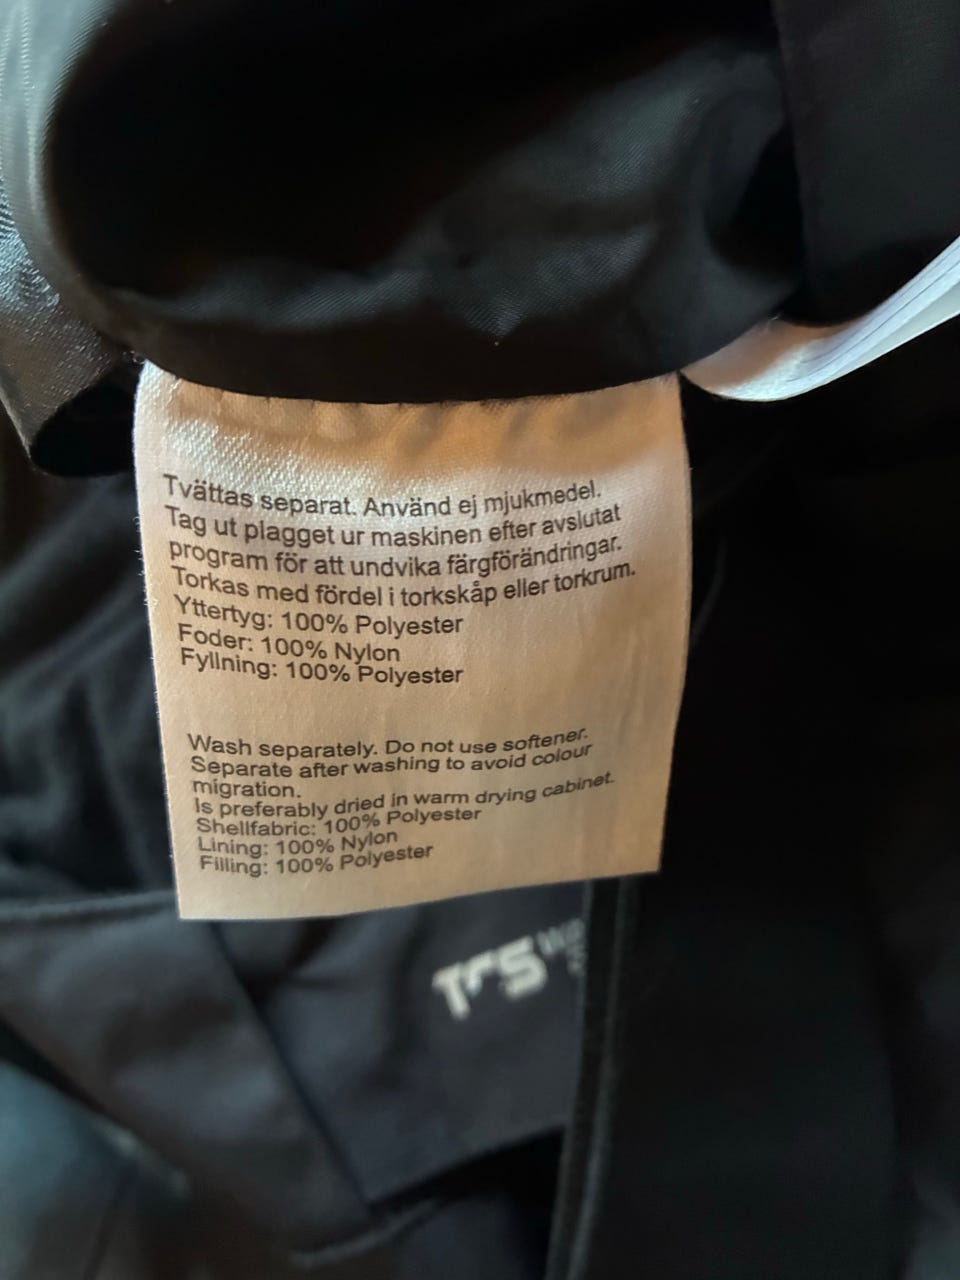 Tvättas separat. Använd ej mjukmedel.
Tag ut plagget ur maskinen efter avslutat
program för att undvika färgförändringar.
Torkas med fördel i torkskåp eller torkrum.
Yttertyg: 100% Polyester
Foder: 100% Nylon
Fyllning: 100% Polyester
Wash separately. Do not use softener.
Separate after washing to avoid colour
migration.
Is preferably dried in warm drying cabinet.
Shellfabric: 100% Polyester
Lining: 100% Nylon
Filling: 100% Polyester